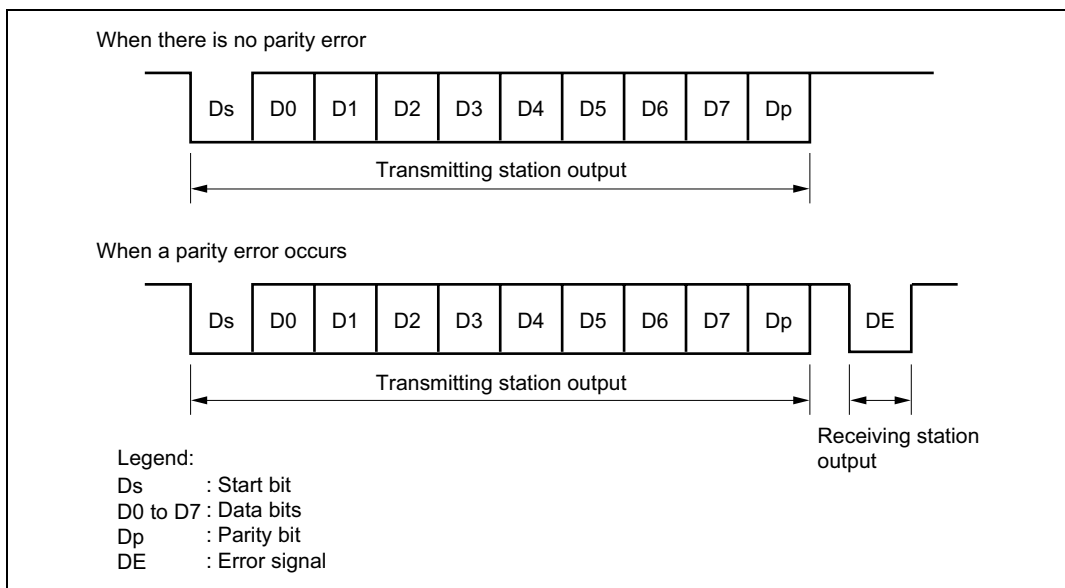 When there is no parity error
Ds D0 D1 D2 D3 D4 D5 D6 D7 Dp
Transmitting station output
When a parity error occurs
Ds D0 D1 D2 D3 D4 D5 D6 D7 Dp DE
Transmitting station output
Receiving station
output
Legend:
Ds : Start bit
D0 to D7 : Data bits
Dp : Parity bit
DE : Error signal